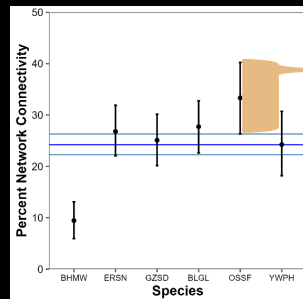 50
40
30
20
10
0
Percent Network Connectivity
BHMW ERSN GZSD BLGL OSSF YWPH
Species